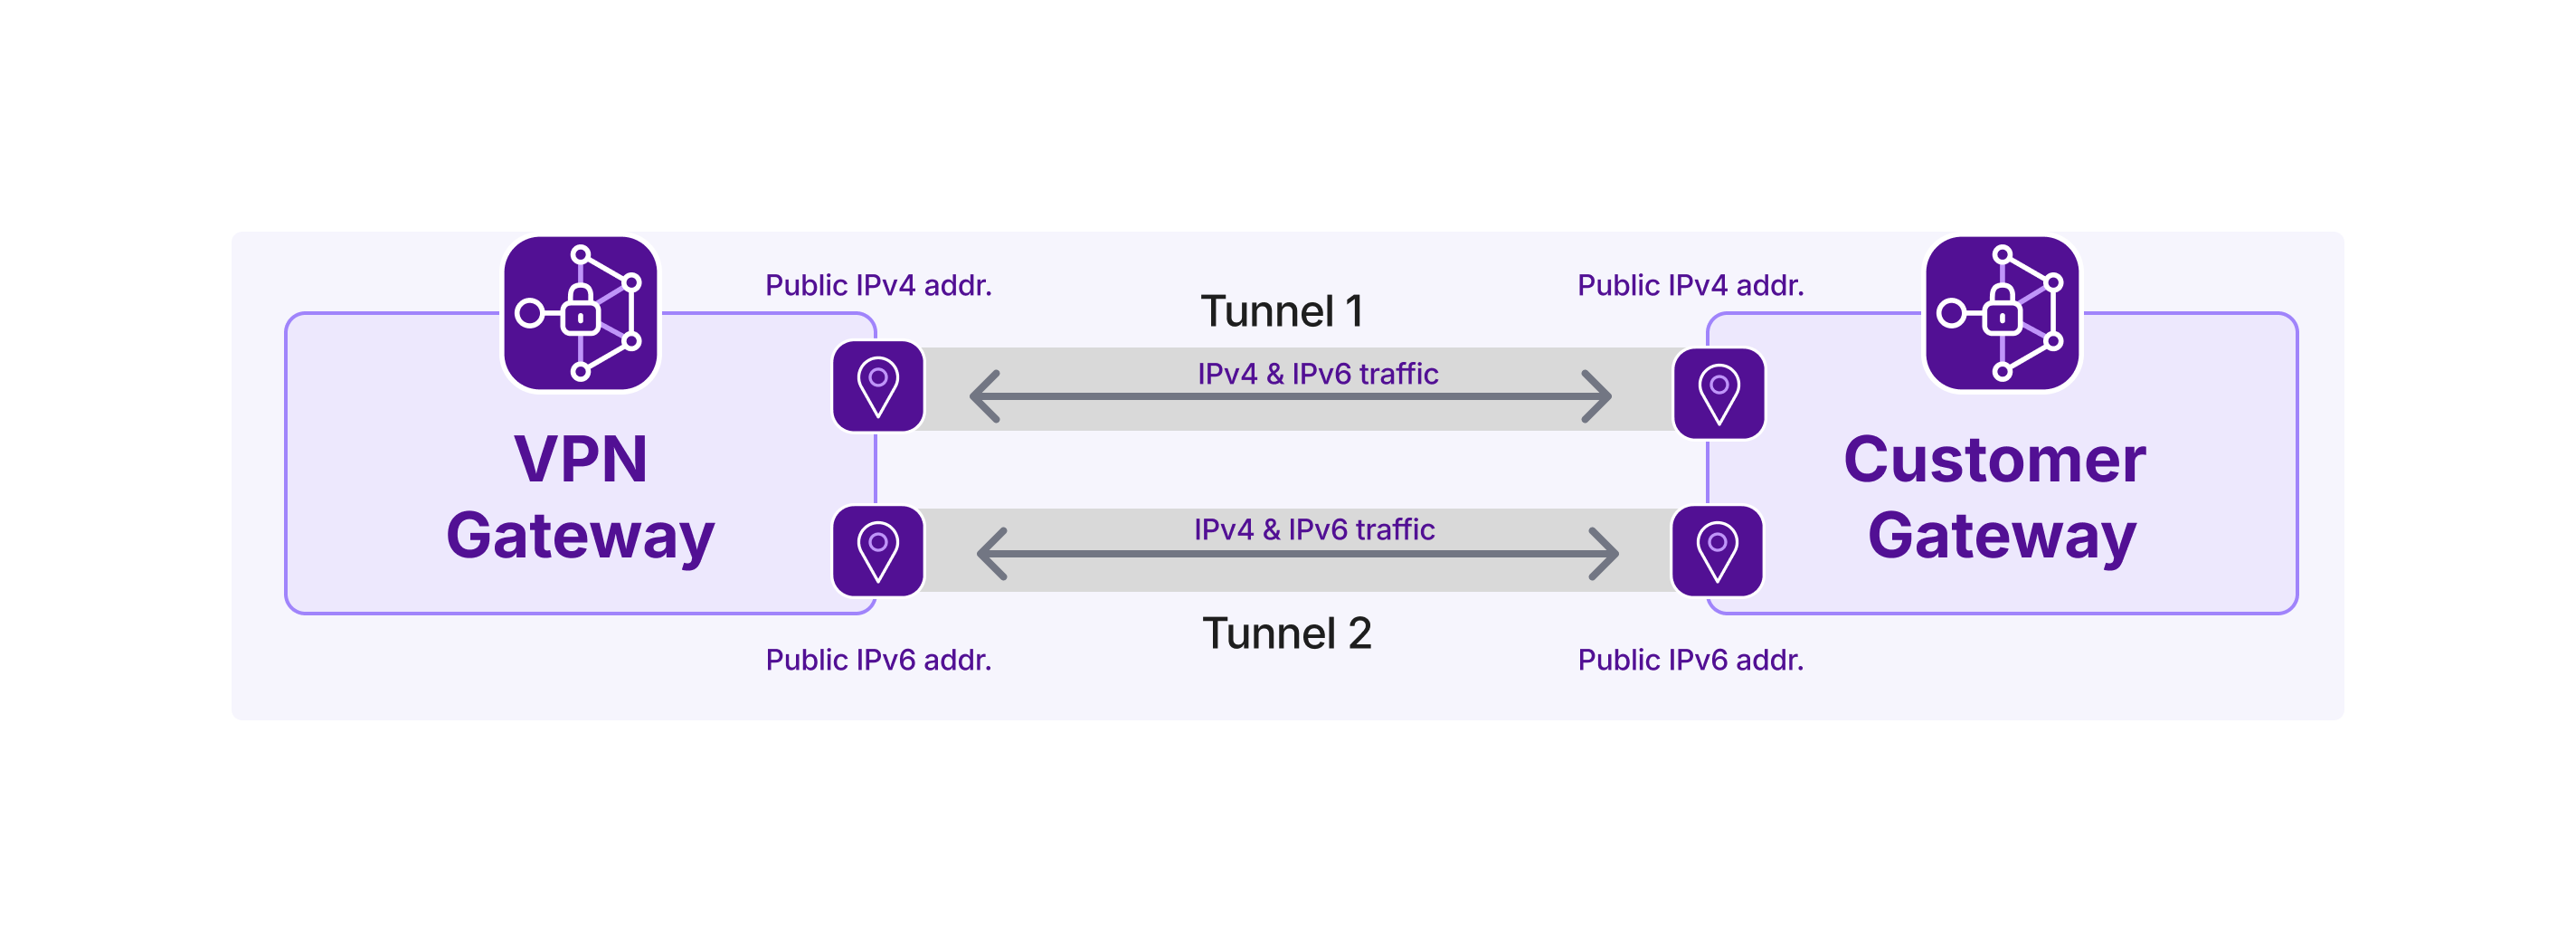 Public IPv4 addr.
Public IPv4 addr.
Tunnel 1
IPv4 & IPv6 traffic
VPN
Gateway
Customer
Gateway
IPv4 & IPv6 traffic
Tunnel 2
Public IPv6 addr.
Public IPv6 addr.